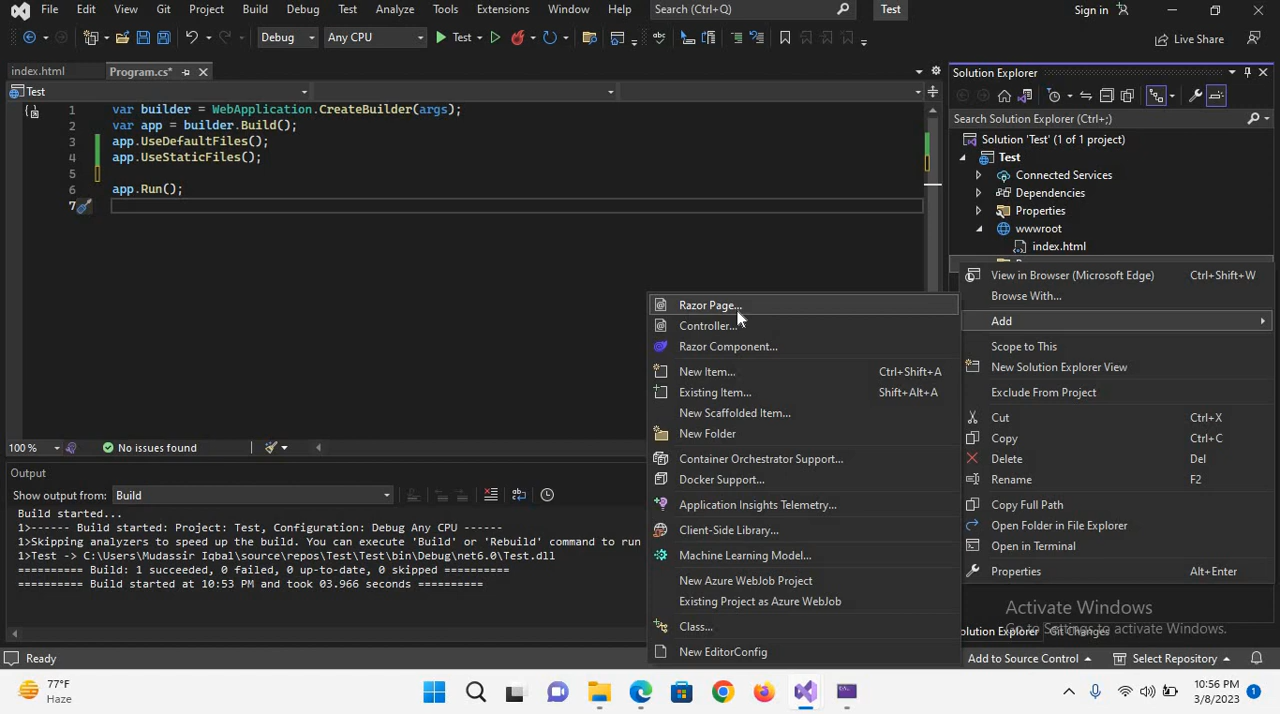 File Edit View Git Project Build Debug Test Analyze Tools Extensions Window Help Search (Ctrl+Q) Test Sign in
Debug Any CPU Test Live Share
index.html Program.cs*
Test
1 var builder = WebApplication.CreateBuilder(args);
2 var app = builder.Build();
3 app.UseDefaultFiles();
4 app.UseStaticFiles();
5
6 app.Run();
7
100 % No issues found
Output
Show output from: Build
Build started...
1>------ Build started: Project: Test, Configuration: Debug Any CPU ------
1>Skipping analyzers to speed up the build. You can execute 'Build' or 'Rebuild' command to run
1>Test -> C:\Users\Mudassir Iqbal\source\repos\Test\Test\bin\Debug\net6.0\Test.dll
========== Build: 1 succeeded, 0 failed, 0 up-to-date, 0 skipped ==========
========== Build started at 10:53 PM and took 03.966 seconds ==========
Solution Explorer
Search Solution Explorer (Ctrl+;)
Solution 'Test' (1 of 1 project)
Test
Connected Services
Dependencies
Properties
wwwroot
index.html
View in Browser (Microsoft Edge) Ctrl+Shift+W
Browse With...
Add
Scope to This
New Solution Explorer View
Exclude From Project
Cut Ctrl+X
Copy Ctrl+C
Delete Del
Rename F2
Copy Full Path
Open Folder in File Explorer
Open in Terminal
Properties Alt+Enter
Razor Page...
Controller...
Razor Component...
New Item... Ctrl+Shift+A
Existing Item... Shift+Alt+A
New Scaffolded Item...
New Folder
Container Orchestrator Support...
Docker Support...
Application Insights Telemetry...
Client-Side Library...
Machine Learning Model...
New Azure WebJob Project
Existing Project as Azure WebJob
Class...
New EditorConfig
Activate Windows
Go to Settings to activate Windows.
Solution Explorer Git Changes
Ready Add to Source Control Select Repository
77°F
Haze
10:56 PM
3/8/2023
1